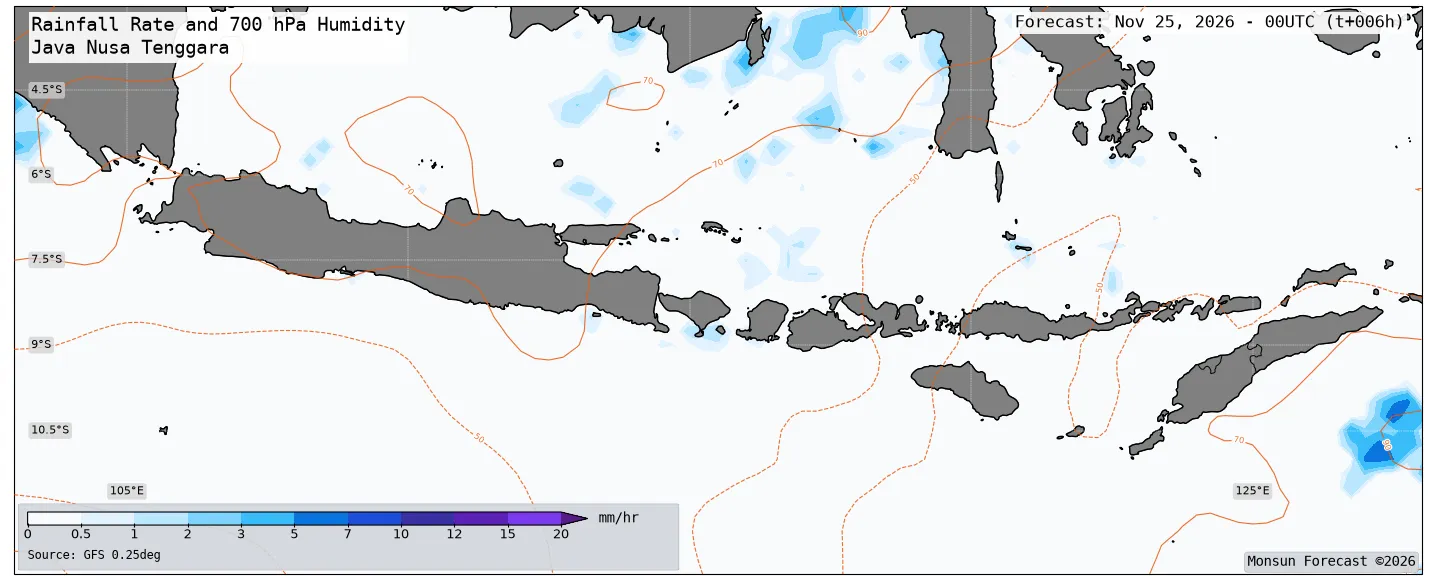 Rainfall Rate and 700 hPa Humidity
Java Nusa Tenggara
Forecast: Nov 25, 2026 - 00UTC (t+006h)
90
70
4.5°S
70
6°S
50
70
7.5°S
50
9°S
10.5°S
50
70
90
105°E
125°E
0 0.5 1 2 3 5 7 10 12 15 20 mm/hr
Source: GFS 0.25deg
Monsun Forecast ©2026